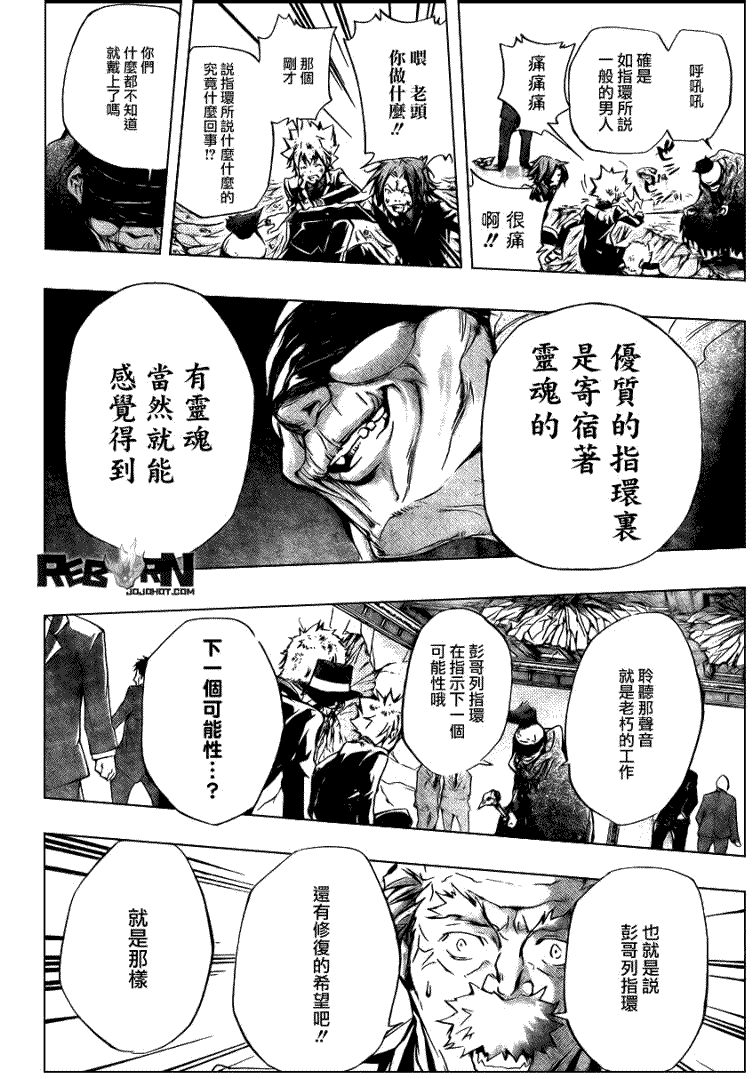 呼吼吼
確是
如指環所說
一般的男人
痛痛痛
很痛
啊!!
喂 老頭
你做什麼!!
那個
剛才
説指環所説什麼什麼的
究竟什麼回事!?
你們
什麼都不知道
就戴上了嗎
優質的指環裏
是寄宿著
靈魂的
有靈魂
當然就能
感覺得到
REBORN
JOJOHOT.COM
聆聽那聲音
就是老朽的工作
彭哥列指環
在指示下一個
可能性哦
下一個可能性…?
也就是說
彭哥列指環
還有修復的希望吧!!
就是那樣